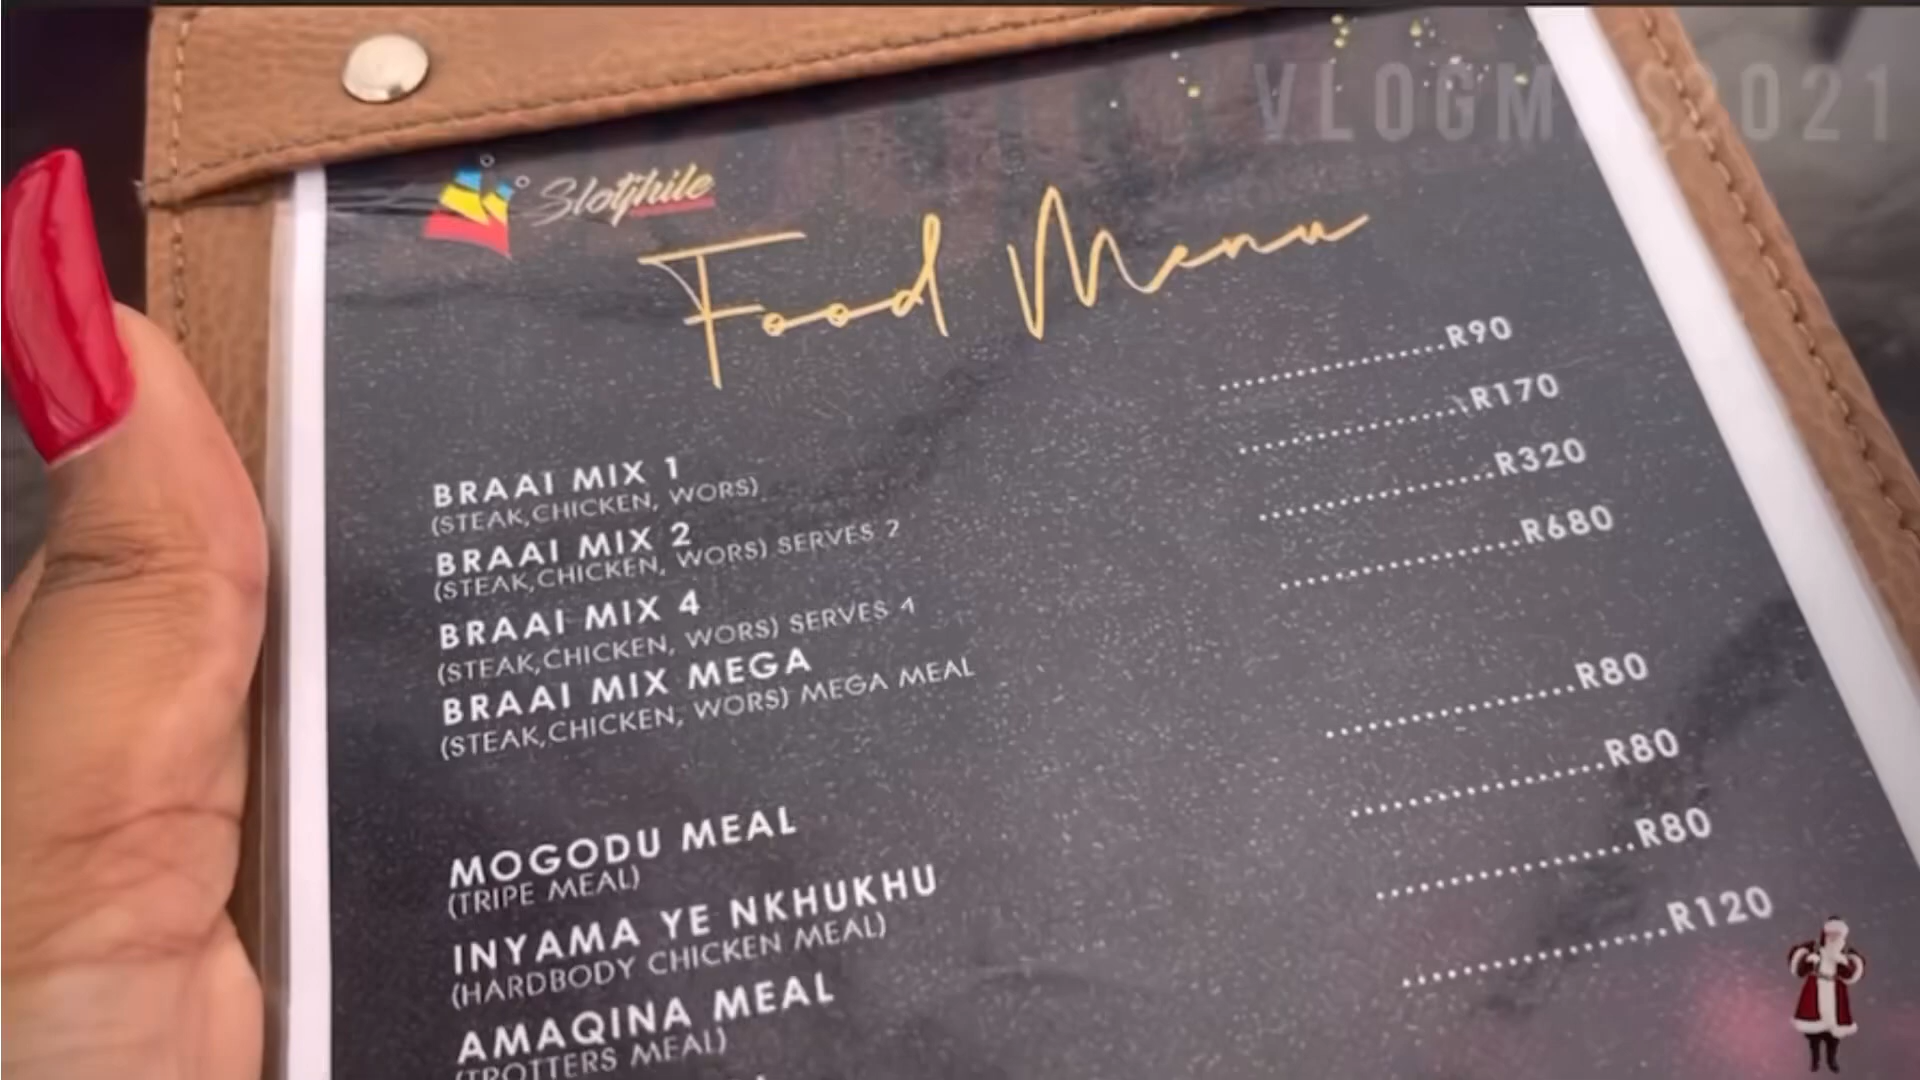 VLOGMAS2021
Slotjhile
Food Menu
BRAAI MIX 1 ...............R90
(STEAK,CHICKEN, WORS)
BRAAI MIX 2 ...............R170
(STEAK,CHICKEN, WORS) SERVES 2
BRAAI MIX 4 ...............R320
(STEAK,CHICKEN, WORS) SERVES 4
BRAAI MIX MEGA ...............R680
(STEAK,CHICKEN, WORS) MEGA MEAL
MOGODU MEAL ...............R80
(TRIPE MEAL)
INYAMA YE NKHUKHU ...............R80
(HARDBODY CHICKEN MEAL)
AMAQINA MEAL ...............R80
(TROTTERS MEAL)
...............R120